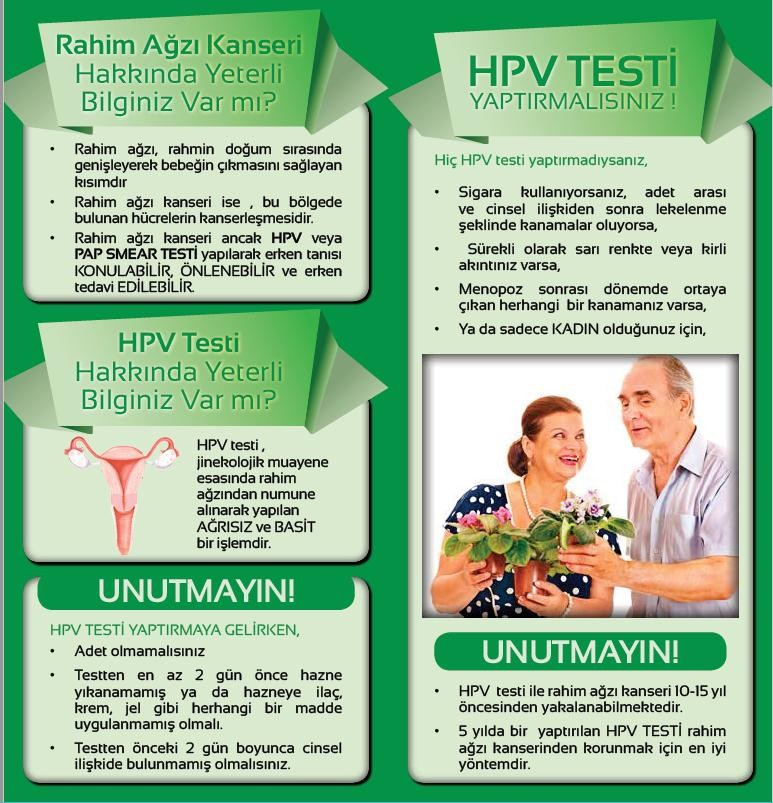 Rahim Ağzı Kanseri
Hakkında Yeterli
Bilginiz Var mı?
• Rahim ağzı, rahmin doğum sırasında
genişleyerek bebeğin çıkmasını sağlayan
kısımdır
• Rahim ağzı kanseri ise , bu bölgede
bulunan hücrelerin kanserleşmesidir.
• Rahim ağzı kanseri ancak HPV veya
PAP SMEAR TESTİ yapılarak erken tanısı
KONULABİLİR, ÖNLENEBİLİR ve erken
tedavi EDİLEBİLİR.
HPV Testi
Hakkında Yeterli
Bilginiz Var mı?
HPV testi ,
jinekolojik muayene
esasında rahim
ağzından numune
alınarak yapılan
AĞRISIZ ve BASİT
bir işlemdir.
UNUTMAYIN!
HPV TESTİ YAPTIRMAYA GELİRKEN,
• Adet olmamalısınız
• Testten en az 2 gün önce hazne
yıkanamamış ya da hazneye ilaç,
krem, jel gibi herhangi bir madde
uygulanmamış olmalı.
• Testten önceki 2 gün boyunca cinsel
ilişkide bulunmamış olmalısınız.
HPV TESTİ
YAPTIRMALISINIZ !
Hiç HPV testi yaptırmadıysanız,
• Sigara kullanıyorsanız, adet arası
ve cinsel ilişkiden sonra lekelenme
şeklinde kanamalar oluyorsa,
• Sürekli olarak sarı renkte veya kirli
akıntınız varsa,
• Menopoz sonrası dönemde ortaya
çıkan herhangi bir kanamanız varsa,
• Ya da sadece KADIN olduğunuz için,
UNUTMAYIN!
• HPV testi ile rahim ağzı kanseri 10-15 yıl
öncesinden yakalanabilmektedir.
• 5 yılda bir yaptırılan HPV TESTİ rahim
ağzı kanserinden korunmak için en iyi
yöntemdir.